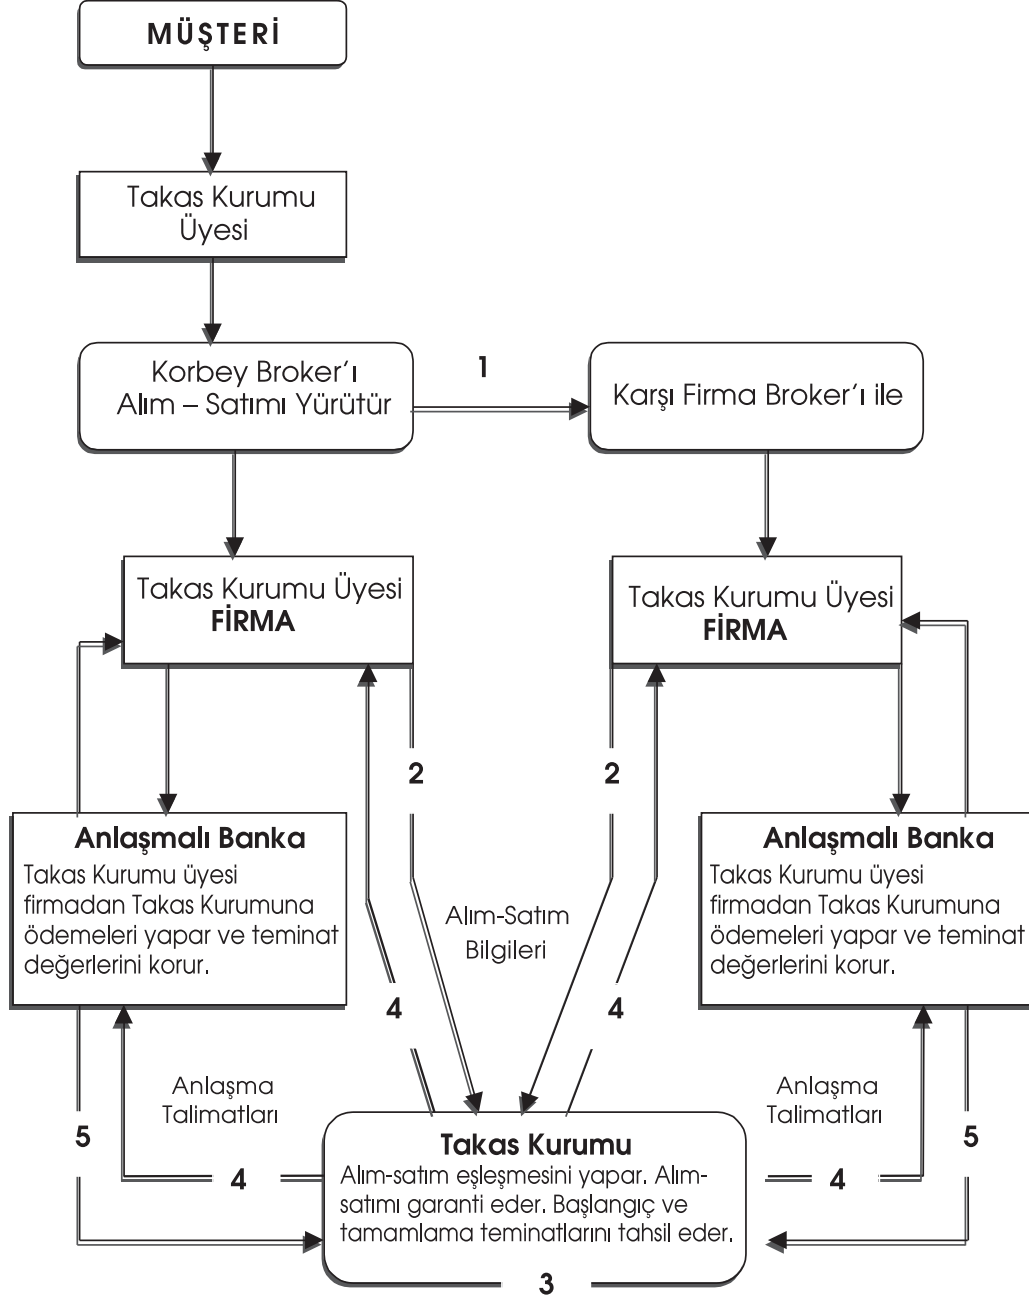 MÜŞTERİ
Takas Kurumu
Üyesi
Korbey Broker'ı
Alım – Satımı Yürütür
1
Karşı Firma Broker'ı ile
Takas Kurumu Üyesi
FİRMA
Takas Kurumu Üyesi
FİRMA
2
2
Anlaşmalı Banka
Takas Kurumu üyesi
firmadan Takas Kurumuna
ödemeleri yapar ve teminat
değerlerini korur.
Alım-Satım
Bilgileri
Anlaşmalı Banka
Takas Kurumu üyesi
firmadan Takas Kurumuna
ödemeleri yapar ve teminat
değerlerini korur.
4
4
Anlaşma
Talimatları
Anlaşma
Talimatları
5
5
4
4
Takas Kurumu
Alım-satım eşleşmesini yapar. Alım-
satımı garanti eder. Başlangıç ve
tamamlama teminatlarını tahsil eder.
3